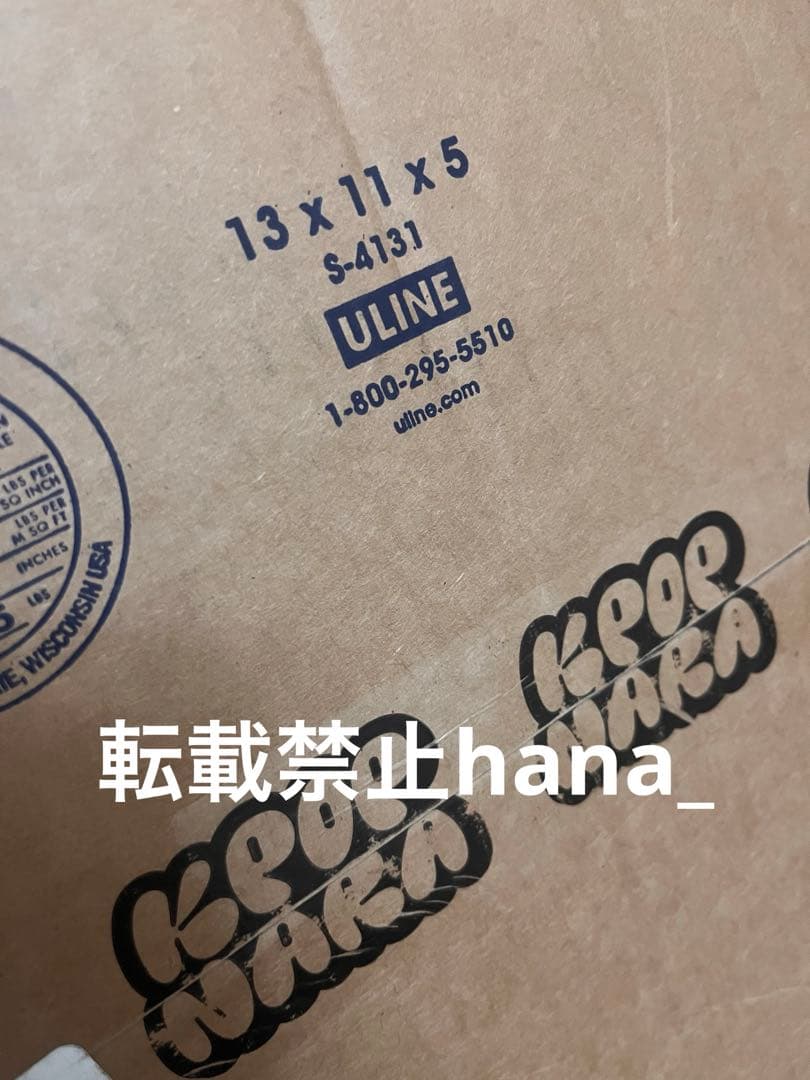 13 x 11 x 5
S-4131
ULINE
1-800-295-5510
uline.com
LBS PER
SQ INCH
LBS PER
M SQ FT
INCHES
LBS
WISCONSIN USA
KPOP
NARA
転載禁止hana_
KPOP
NARA